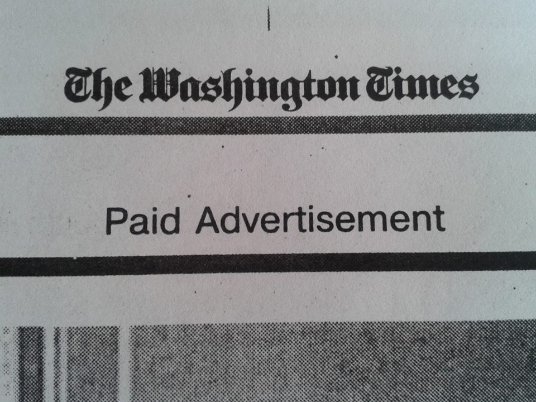 The Washington Times
Paid Advertisement